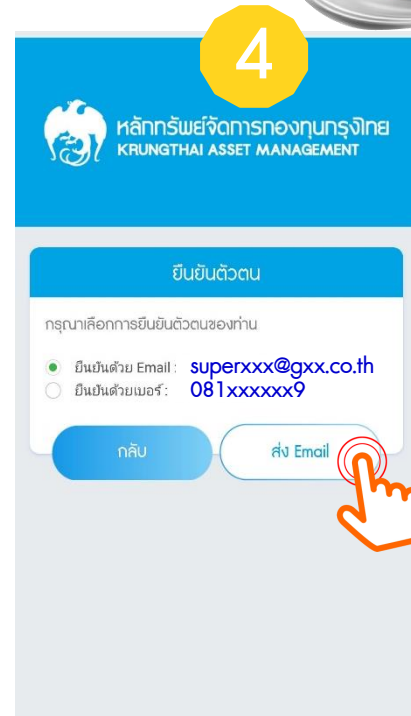 4
หลักทรัพย์จัดการกองทุนกรุงไทย
KRUNGTHAI ASSET MANAGEMENT
ยืนยันตัวตน
กรุณาเลือกการยืนยันตัวตนของท่าน
ยืนยันด้วย Email : superxxx@gxx.co.th
ยืนยันด้วยเบอร์ : 081xxxxxx9
กลับ
ส่ง Email